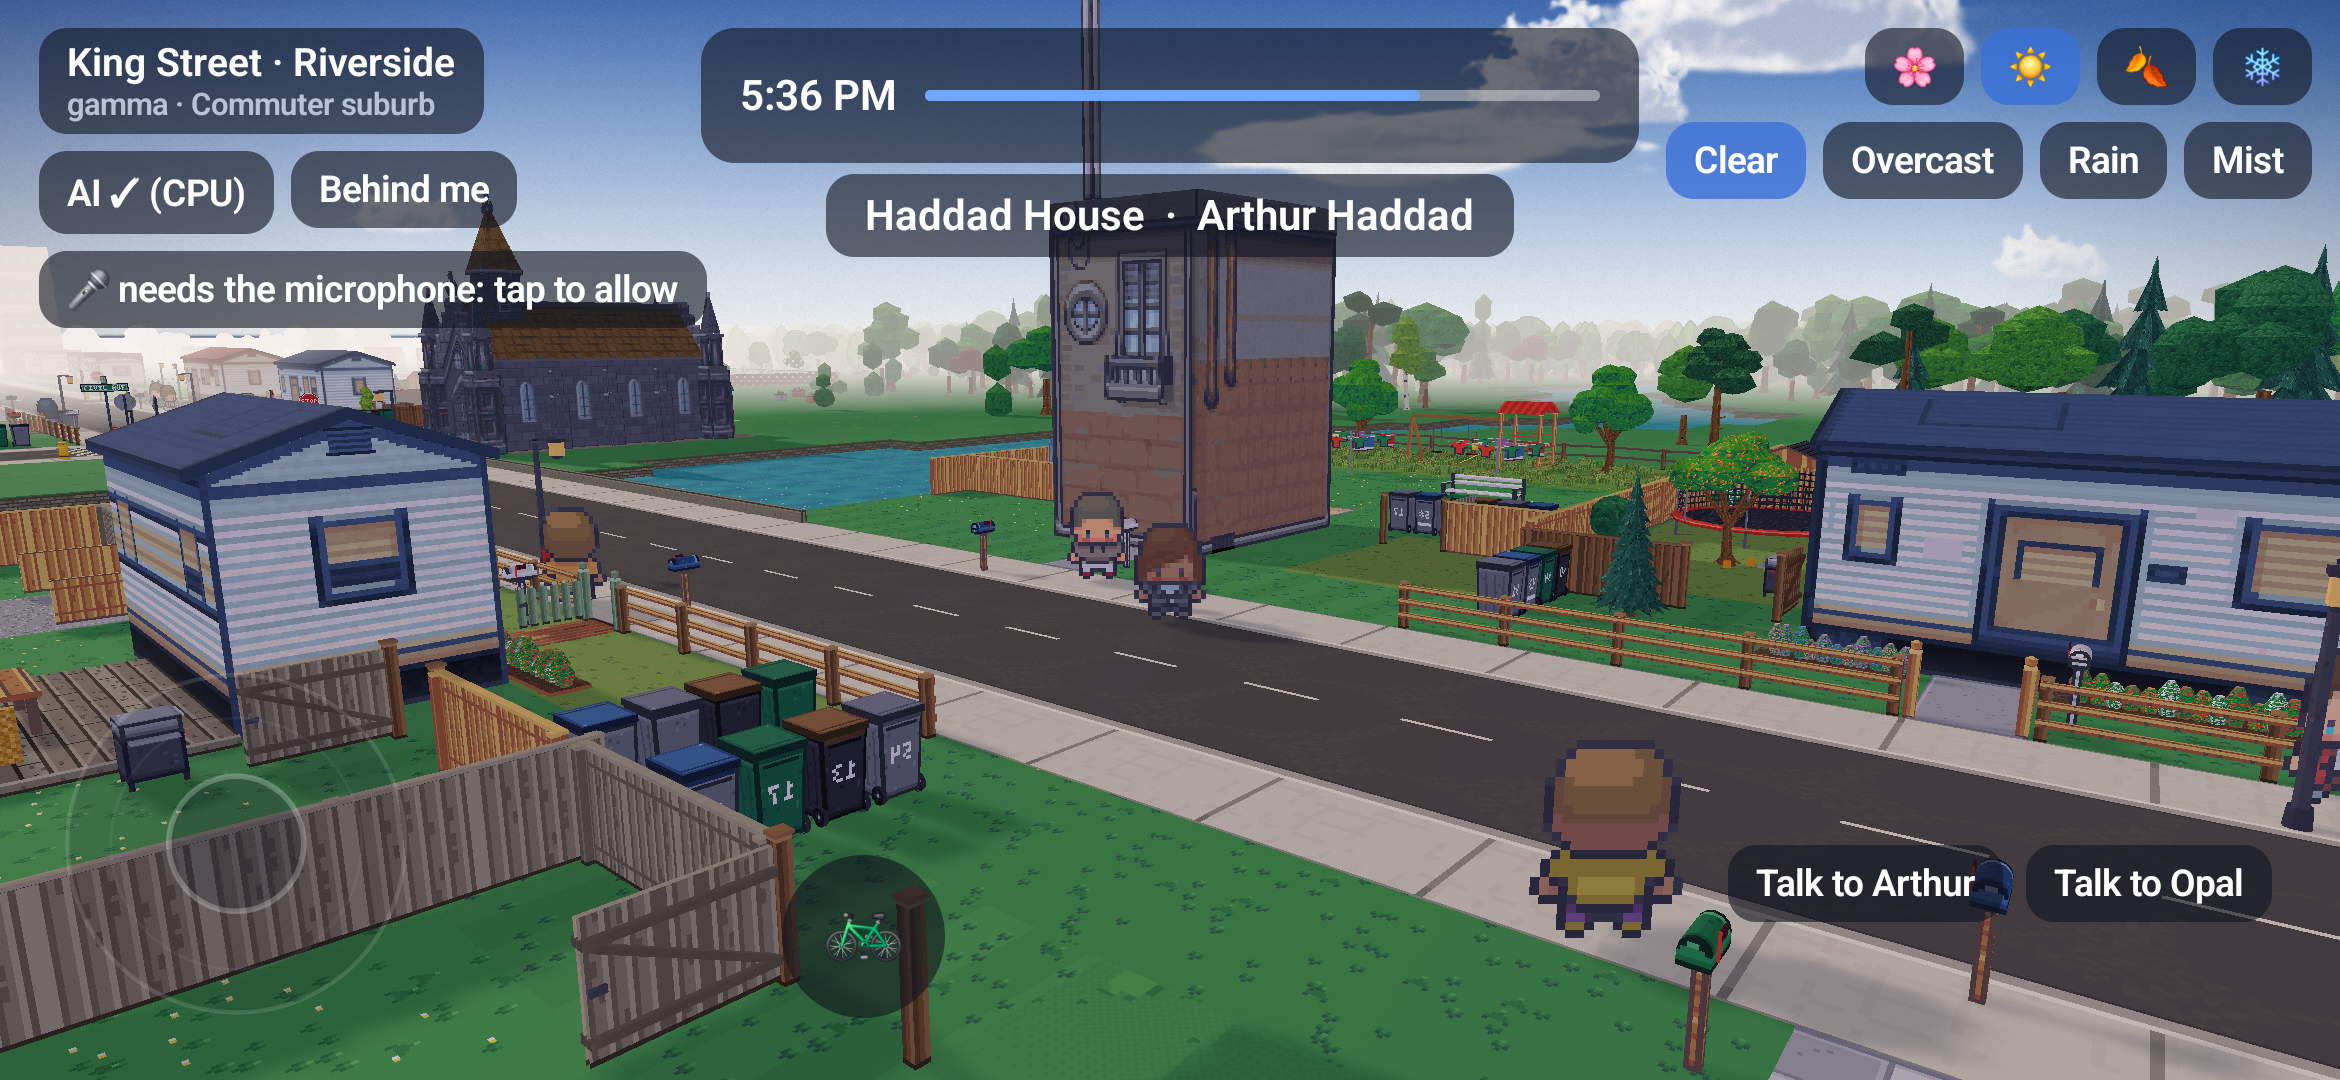 King Street · Riverside
gamma · Commuter suburb
5:36 PM
Clear
Overcast
Rain
Mist
AI ✓ (CPU)
Behind me
Haddad House · Arthur Haddad
🎤 needs the microphone: tap to allow
STOP
Talk to Arthur
Talk to Opal